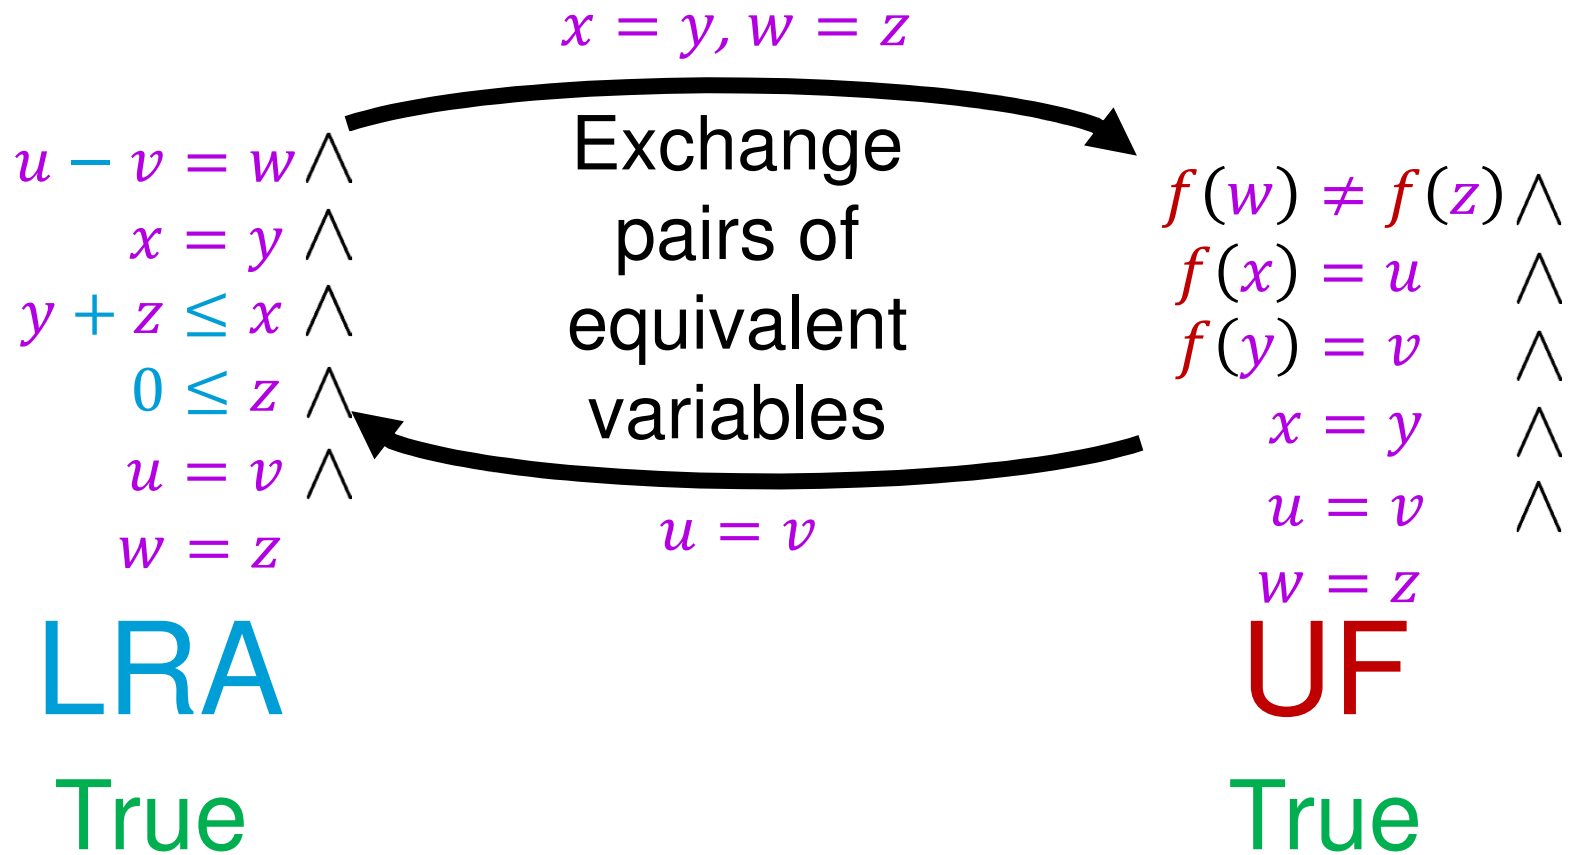 x = y, w = z
Exchange
pairs of
equivalent
variables
u = v
u − v = w ∧
x = y ∧
y + z ≤ x ∧
0 ≤ z ∧
u = v ∧
w = z
LRA
True
f(w) ≠ f(z) ∧
f(x) = u ∧
f(y) = v ∧
x = y ∧
u = v ∧
w = z
UF
True